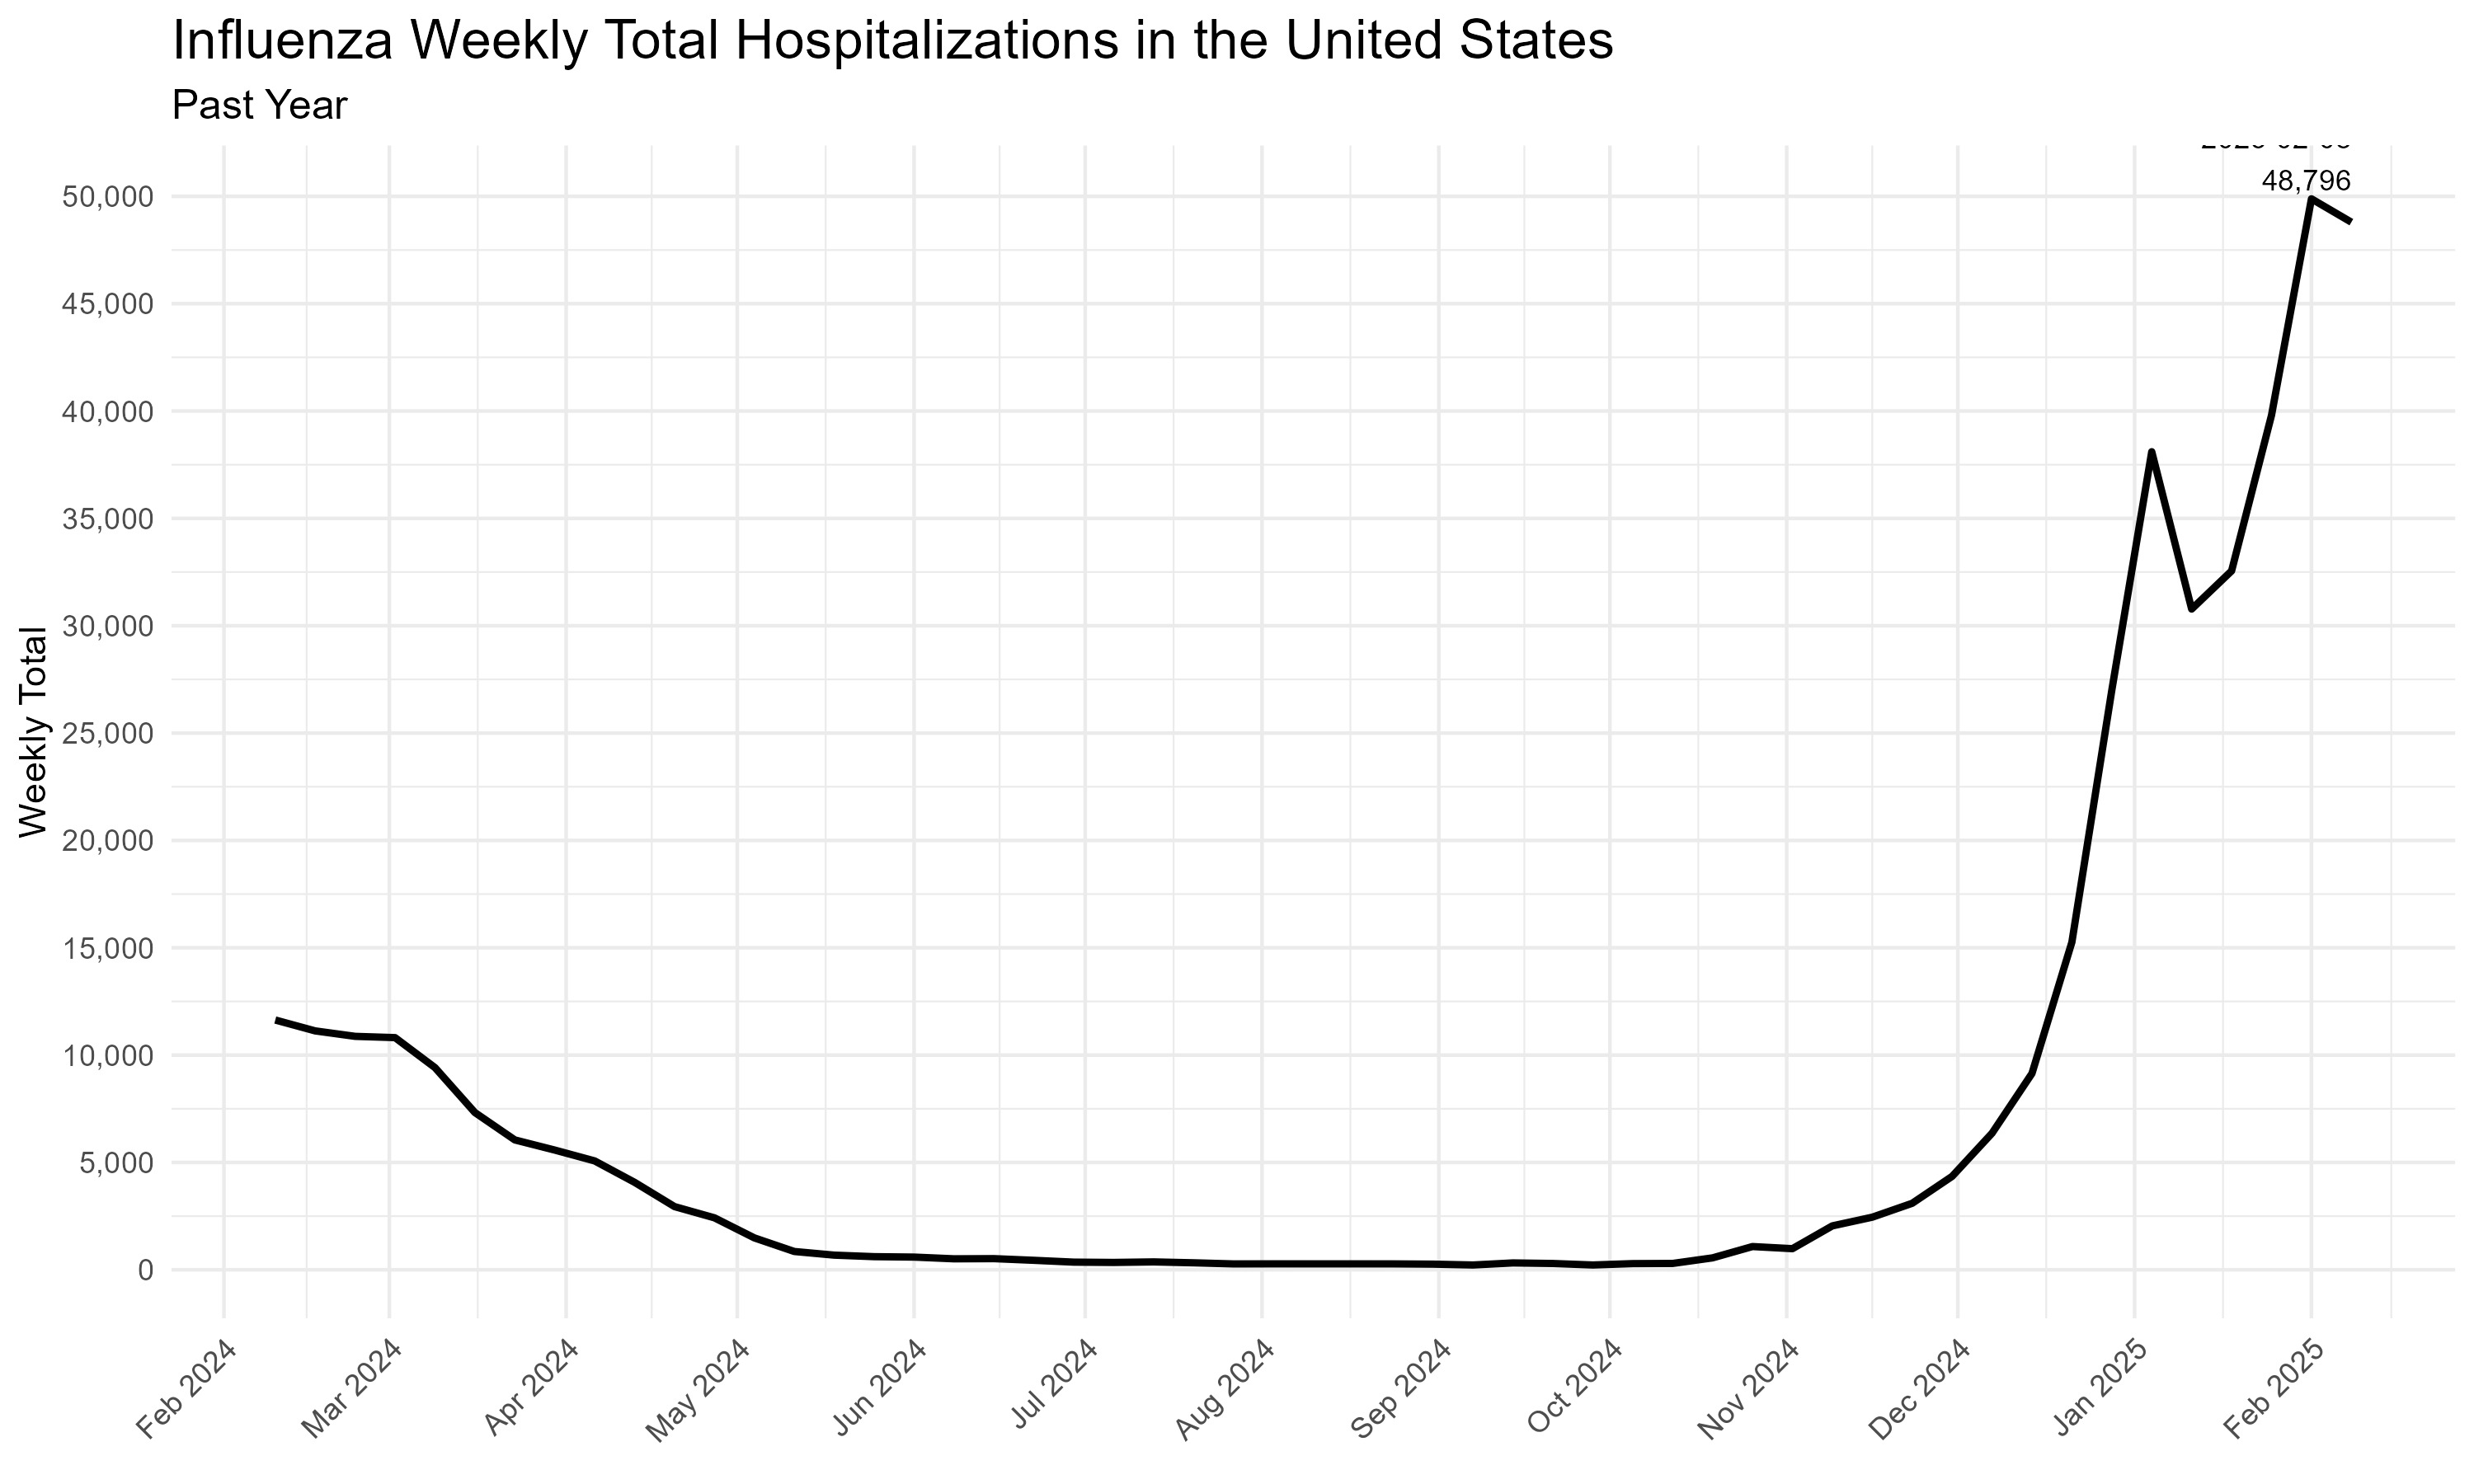 Influenza Weekly Total Hospitalizations in the United States
Past Year
48,796
50,000
45,000
40,000
35,000
30,000
25,000
20,000
15,000
10,000
5,000
0
Weekly Total
Feb 2024
Mar 2024
Apr 2024
May 2024
Jun 2024
Jul 2024
Aug 2024
Sep 2024
Oct 2024
Nov 2024
Dec 2024
Jan 2025
Feb 2025